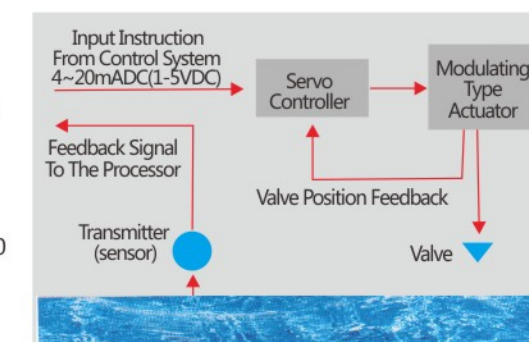 Input Instruction
From Control System
4~20mADC(1-5VDC)
Servo
Controller
Modulating
Type
Actuator
Feedback Signal
To The Processor
Valve Position Feedback
Transmitter
(sensor)
Valve
0